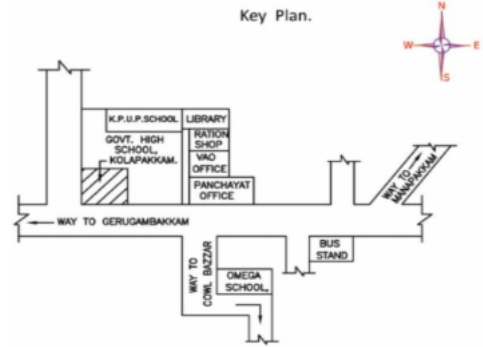 Key Plan.
N
W
E
S
K.P.U.P.SCHOOL
LIBRARY
GOVT. HIGH
SCHOOL,
KOLAPAKKAM.
RATION
SHOP
VAO
OFFICE
PANCHAYAT
OFFICE
WAY TO
MANAPAKKAM
WAY TO GERUGAMBAKKAM
WAY TO
COWL BAZZAR
OMEGA
SCHOOL,
BUS
STAND